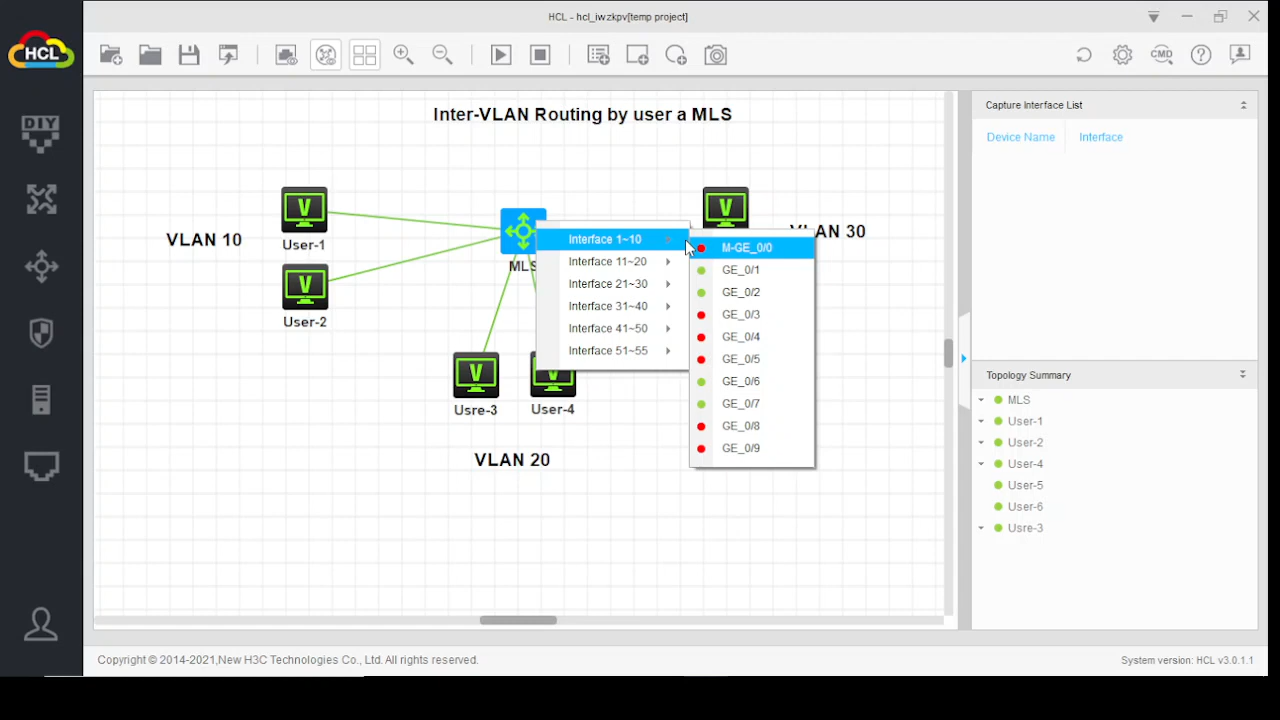 HCL - hcl_iwzkpv[temp project]
HCL
DIY
CMD
Inter-VLAN Routing by user a MLS
VLAN 10
User-1
User-2
MLS
VLAN 30
Usre-3
User-4
VLAN 20
Interface 1~10
Interface 11~20
Interface 21~30
Interface 31~40
Interface 41~50
Interface 51~55
M-GE_0/0
GE_0/1
GE_0/2
GE_0/3
GE_0/4
GE_0/5
GE_0/6
GE_0/7
GE_0/8
GE_0/9
Capture Interface List
Device Name Interface
Topology Summary
MLS
User-1
User-2
User-4
User-5
User-6
Usre-3
Copyright © 2014-2021,New H3C Technologies Co., Ltd. All rights reserved.
System version: HCL v3.0.1.1